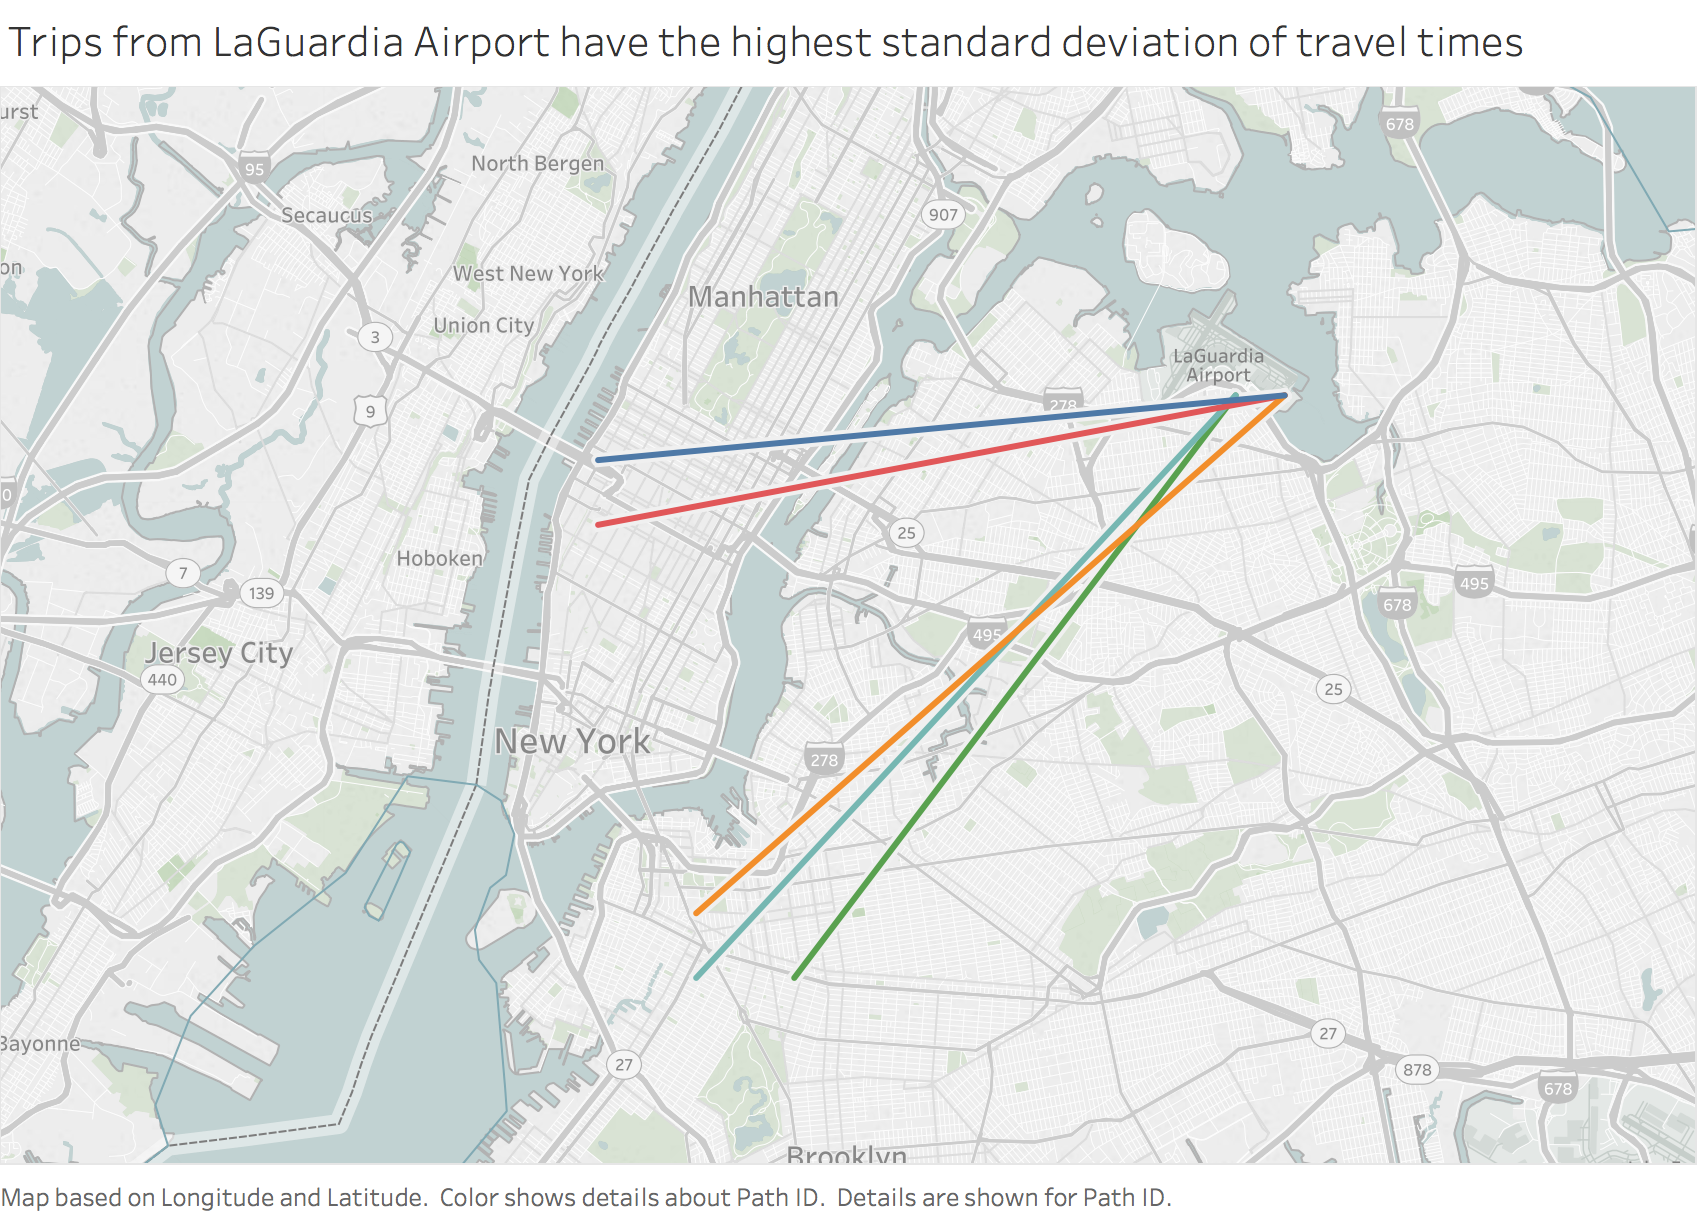 Trips from LaGuardia Airport have the highest standard deviation of travel times
urst
678
95
North Bergen
Secaucus
907
on
West New York
Manhattan
Union City
3
LaGuardia
Airport
278
9
0
25
Hoboken
7
139
495
678
495
Jersey City
440
25
New York
278
27
Bayonne
27
878
678
Brooklyn
Map based on Longitude and Latitude.  Color shows details about Path ID.  Details are shown for Path ID.